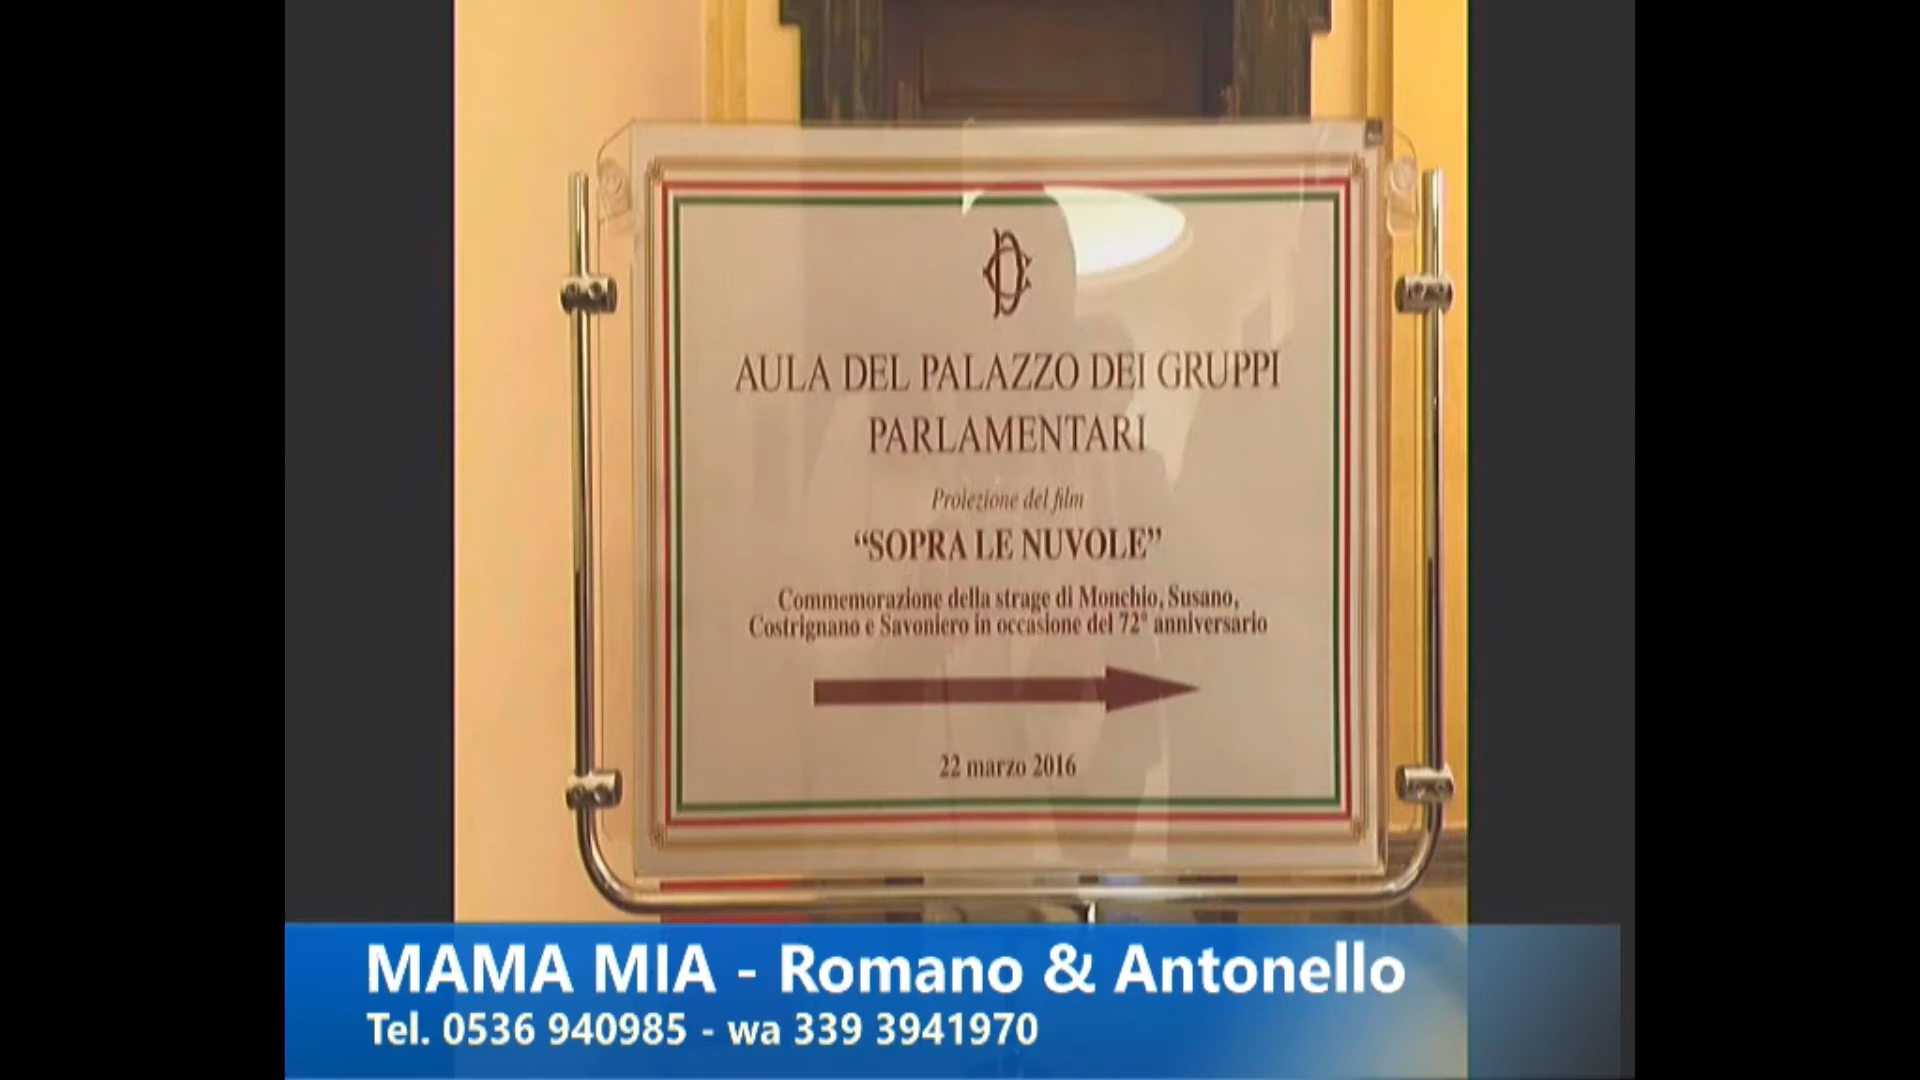 AULA DEL PALAZZO DEI GRUPPI
PARLAMENTARI
Proiezione del film
“SOPRA LE NUVOLE”
Commemorazione della strage di Monchio, Susano,
Costrignano e Savoniero in occasione del 72° anniversario
22 marzo 2016
MAMA MIA - Romano & Antonello
Tel. 0536 940985 - wa 339 3941970